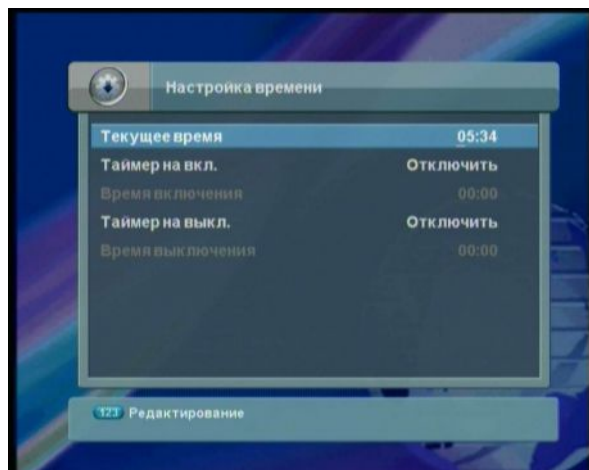 Настройка времени
Текущее время 05:34
Таймер на вкл. Отключить
Время включения 00:00
Таймер на выкл. Отключить
Время выключения 00:00
123 Редактирование